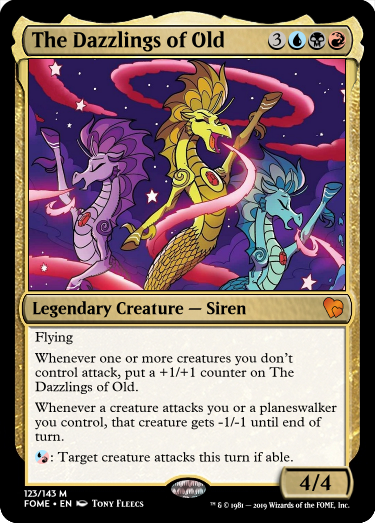 The Dazzlings of Old 3
Legendary Creature — Siren
Flying
Whenever one or more creatures you don't
control attack, put a +1/+1 counter on The
Dazzlings of Old.
Whenever a creature attacks you or a planeswalker
you control, that creature gets -1/-1 until end of
turn.
: Target creature attacks this turn if able.
4/4
123/143 M
FOME • EN TONY FLEECS
™ & © 1981 — 2019 Wizards of the FOME, Inc.